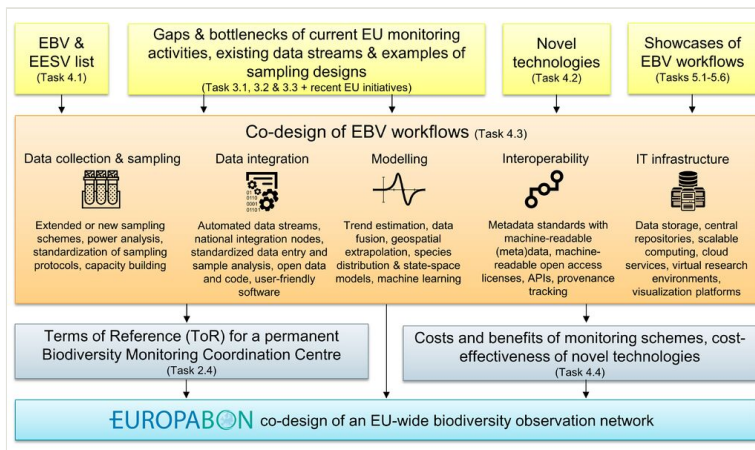 EBV &
EESV list
(Task 4.1)
Gaps & bottlenecks of current EU monitoring
activities, existing data streams & examples of
sampling designs
(Task 3.1, 3.2 & 3.3 + recent EU initiatives)
Novel
technologies
(Task 4.2)
Showcases of
EBV workflows
(Tasks 5.1-5.6)
Co-design of EBV workflows (Task 4.3)
Data collection & sampling
Extended or new sampling
schemes, power analysis,
standardization of sampling
protocols, capacity building
Data integration
Automated data streams,
national integration nodes,
standardized data entry and
sample analysis, open data
and code, user-friendly
software
Modelling
Trend estimation, data
fusion, geospatial
extrapolation, species
distribution & state-space
models, machine learning
Interoperability
Metadata standards with
machine-readable
(meta)data, machine-
readable open access
licenses, APIs, provenance
tracking
IT infrastructure
Data storage, central
repositories, scalable
computing, cloud
services, virtual research
environments,
visualization platforms
Terms of Reference (ToR) for a permanent
Biodiversity Monitoring Coordination Centre
(Task 2.4)
Costs and benefits of monitoring schemes, cost-
effectiveness of novel technologies
(Task 4.4)
EUROPABON co-design of an EU-wide biodiversity observation network